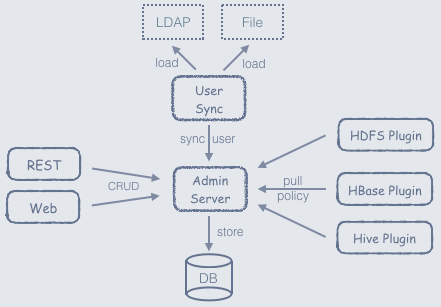 LDAP
File
load
load
User
Sync
sync user
HDFS Plugin
REST
CRUD
Web
Admin
Server
pull
policy
HBase Plugin
Hive Plugin
store
DB